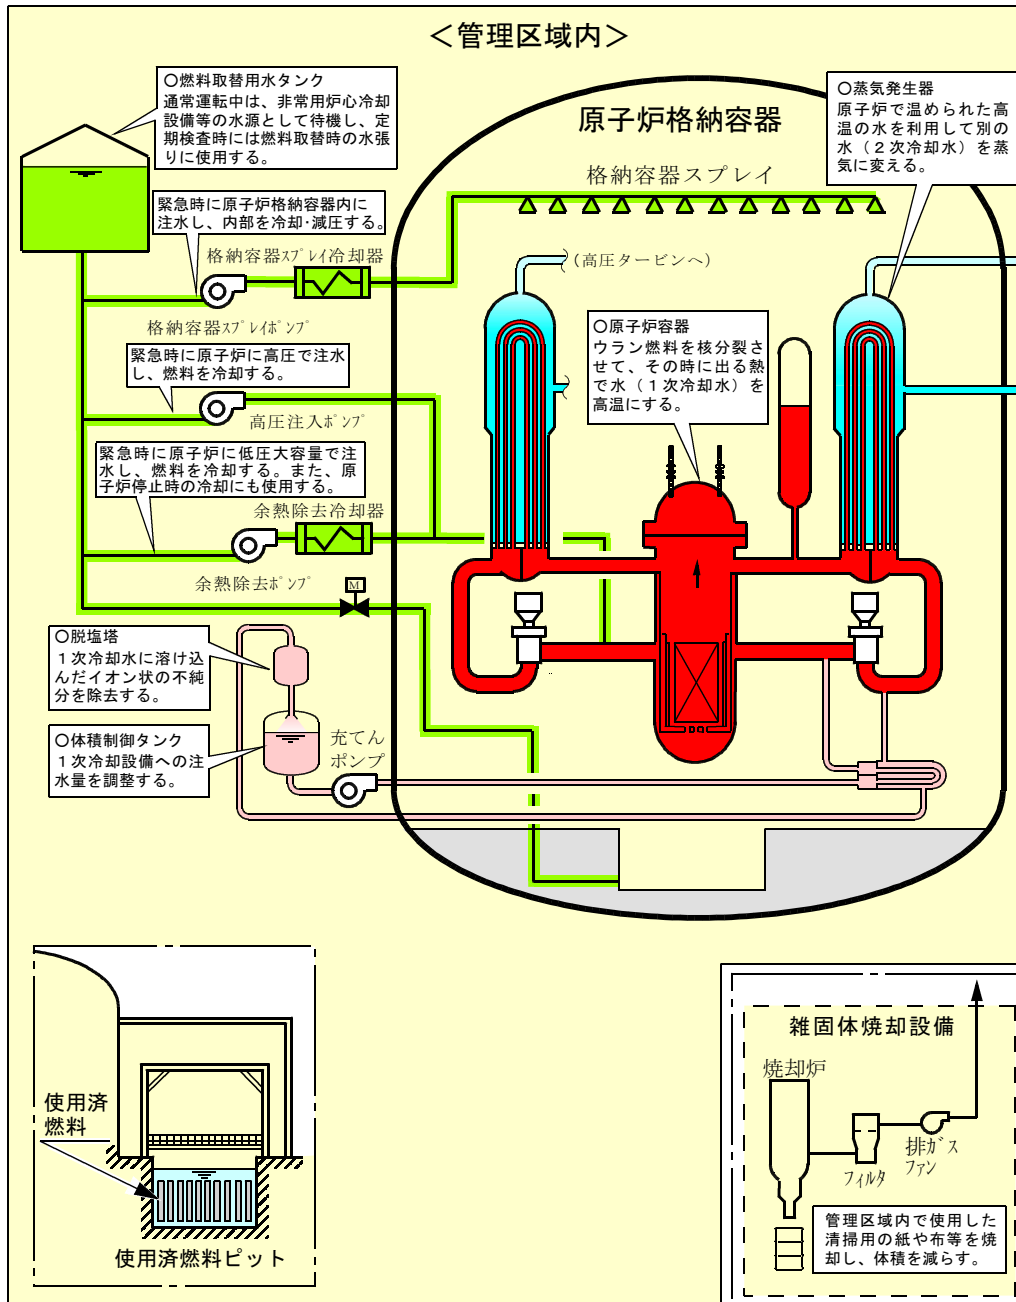 ＜管理区域内＞
○燃料取替用水タンク
通常運転中は、非常用炉心冷却
設備等の水源として待機し、定
期検査時には燃料取替時の水張
りに使用する。
○蒸気発生器
原子炉で温められた高
温の水を利用して別の
水（２次冷却水）を蒸
気に変える。
原子炉格納容器
格納容器スプレイ
緊急時に原子炉格納容器内に
注水し、内部を冷却･減圧する。
格納容器ｽﾌﾟﾚｲ冷却器
(高圧タービンへ)
格納容器ｽﾌﾟﾚｲﾎﾟﾝﾌﾟ
○原子炉容器
ウラン燃料を核分裂さ
せて、その時に出る熱
で水（１次冷却水）を
高温にする。
緊急時に原子炉に高圧で注水
し、燃料を冷却する。
高圧注入ﾎﾟﾝﾌﾟ
緊急時に原子炉に低圧大容量で注
水し、燃料を冷却する。また、原
子炉停止時の冷却にも使用する。
余熱除去冷却器
余熱除去ﾎﾟﾝﾌﾟ
M
○脱塩塔
１次冷却水に溶け込
んだイオン状の不純
分を除去する。
○体積制御タンク
１次冷却設備への注
水量を調整する。
充てん
ポンプ
使用済
燃料
使用済燃料ピット
雑固体焼却設備
焼却炉
ﾌｨﾙﾀ
排ｶﾞｽ
ﾌｧﾝ
管理区域内で使用した
清掃用の紙や布等を焼
却し、体積を減らす。